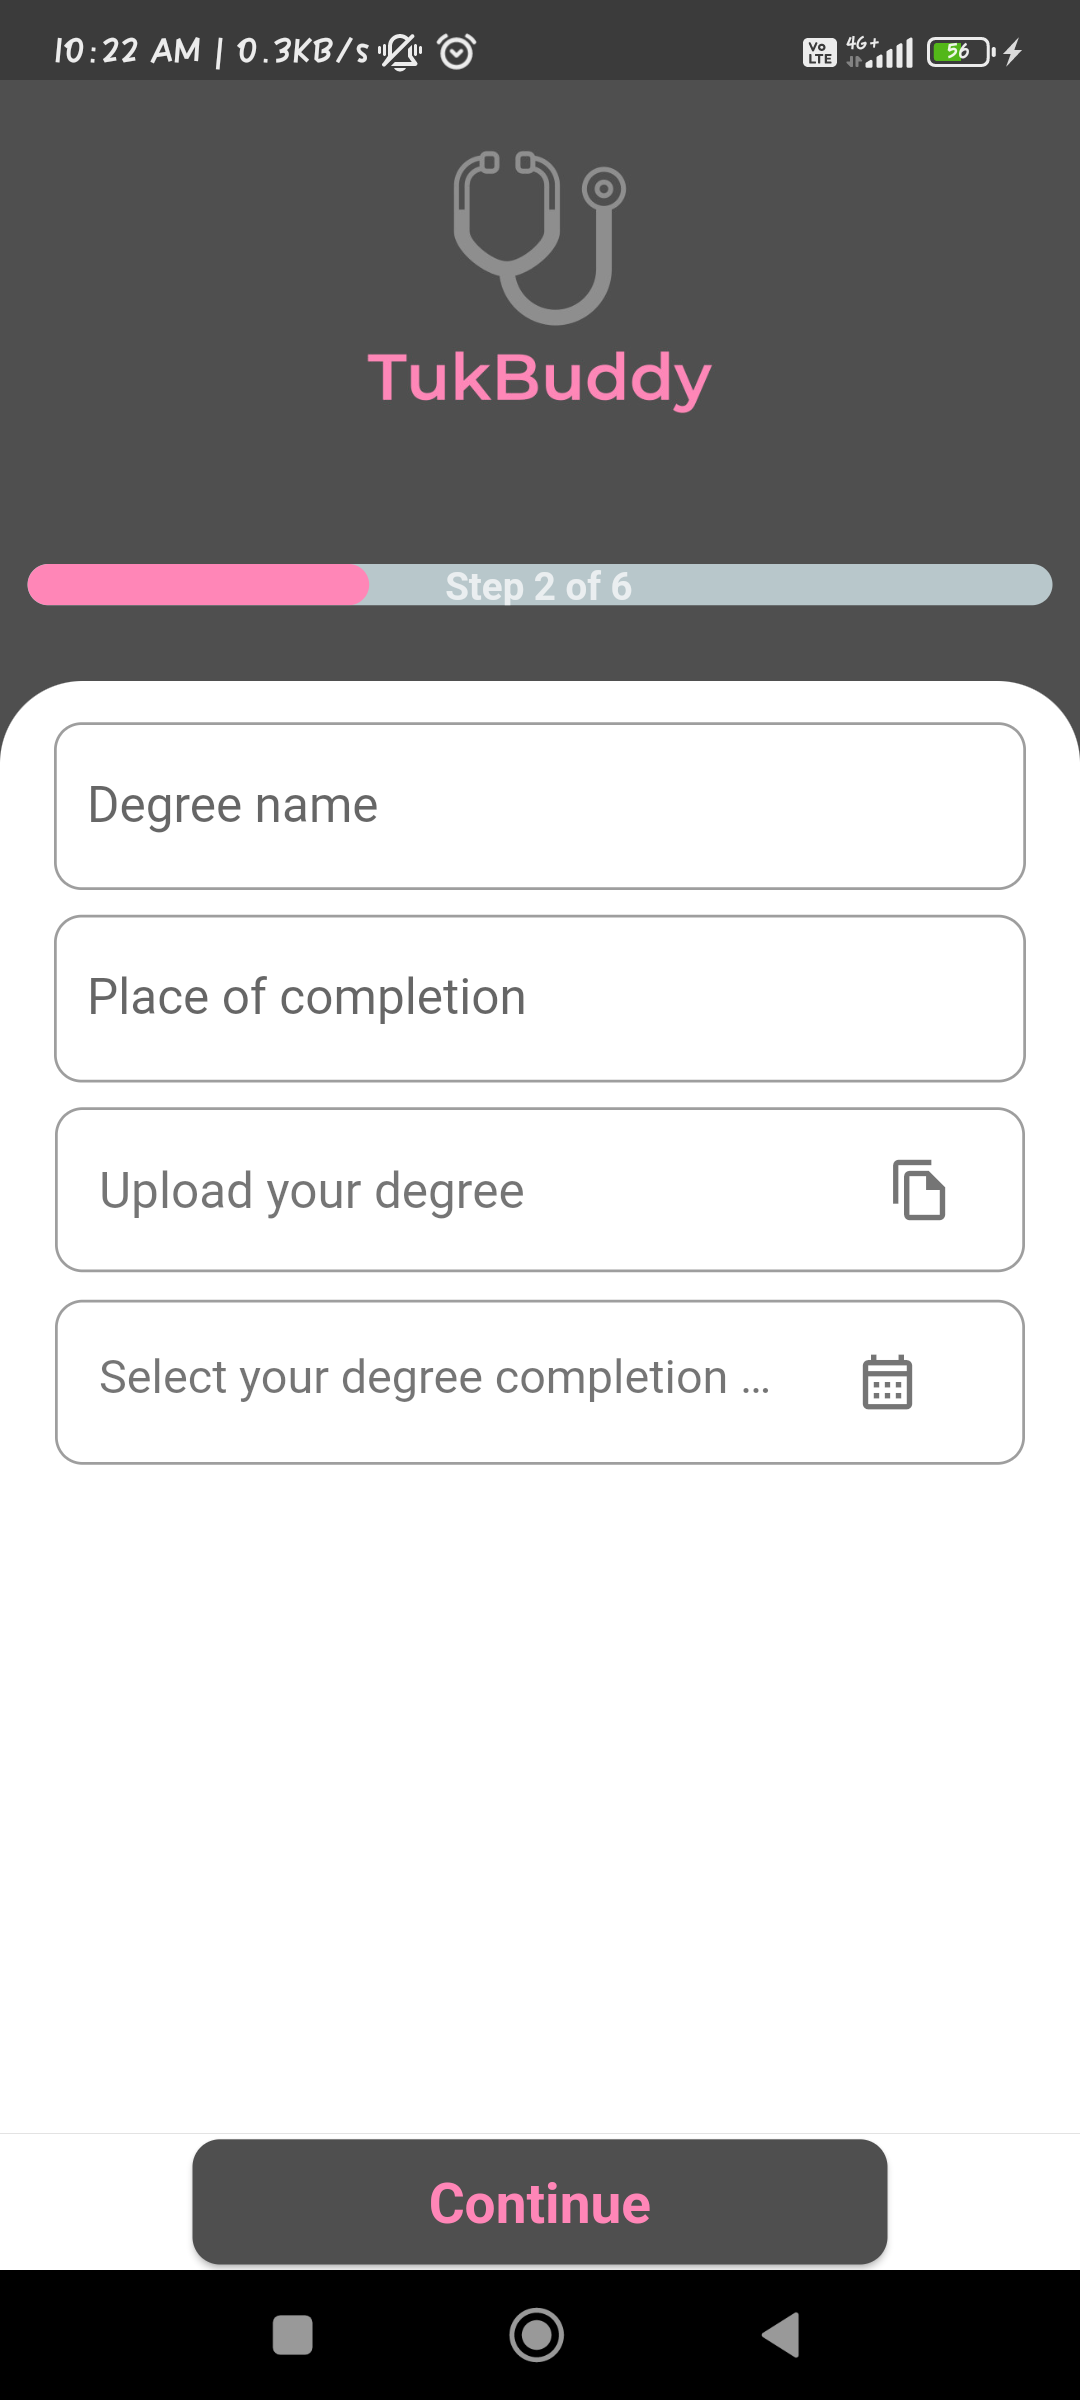 10:22 AM | 0.3KB/s
Vo LTE 4G+ 56
TukBuddy
Step 2 of 6
Degree name
Place of completion
Upload your degree
Select your degree completion ...
Continue